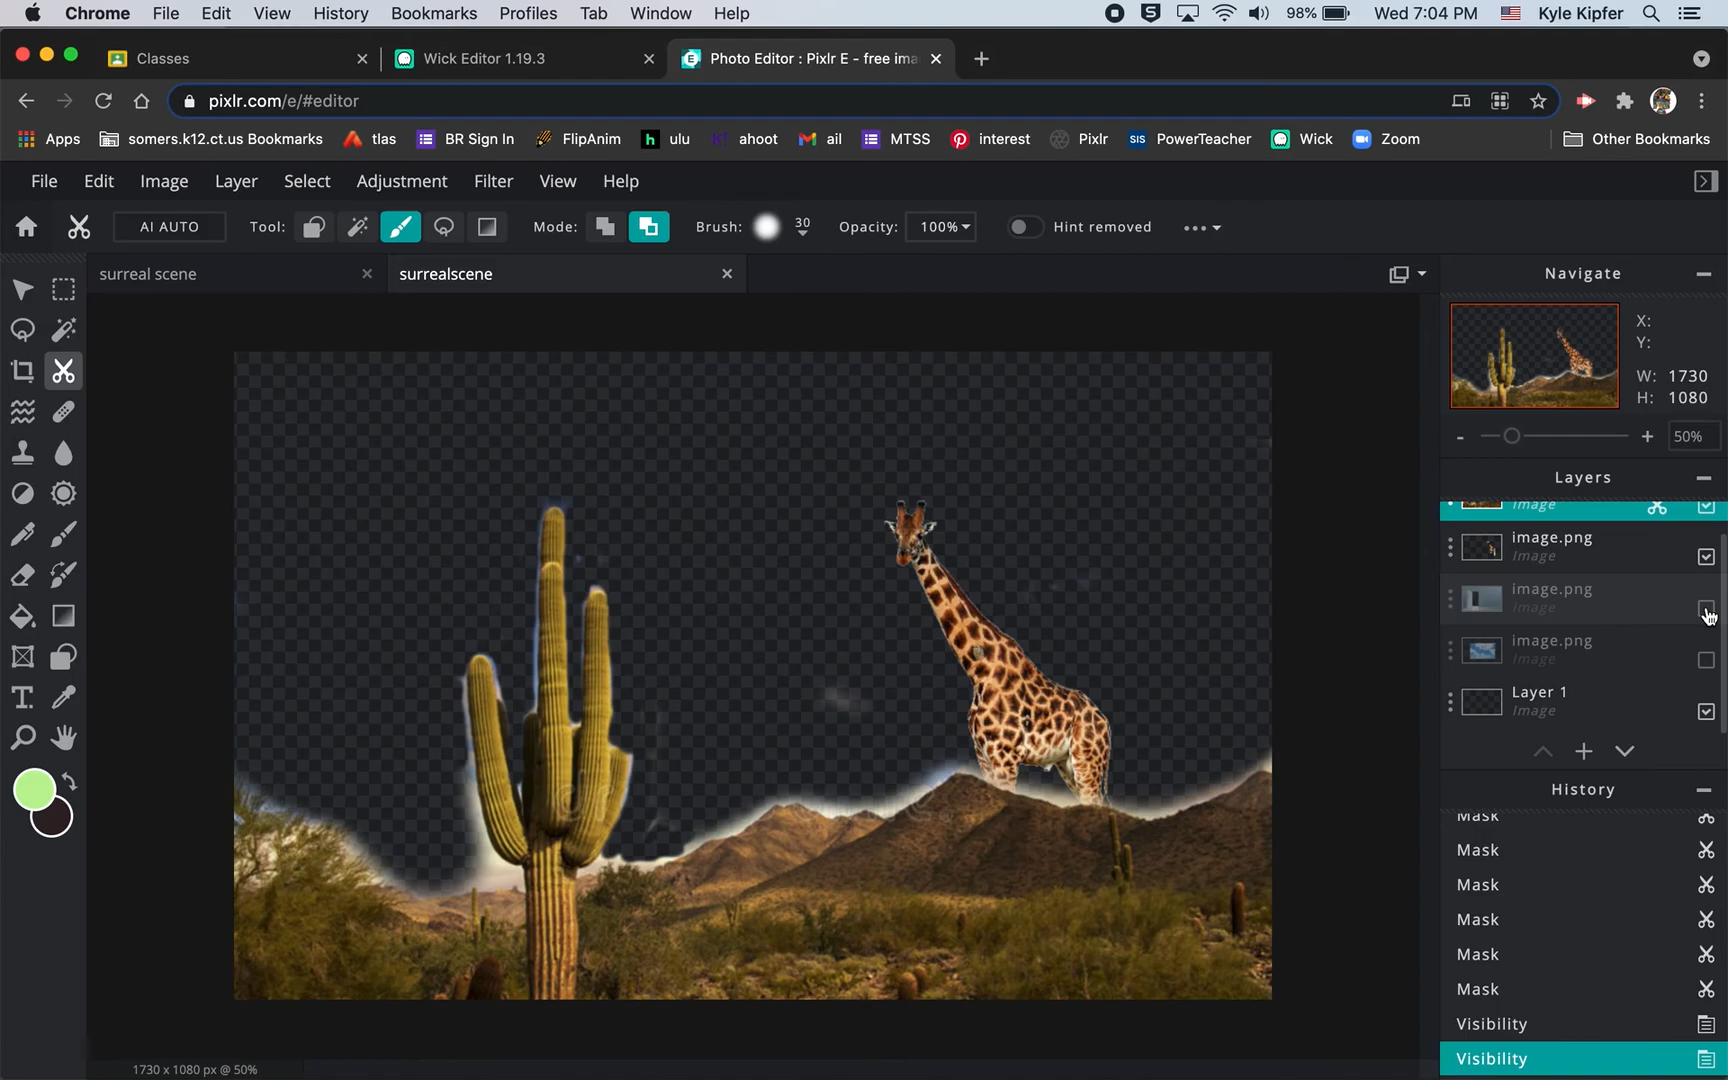 Chrome File Edit View History Bookmarks Profiles Tab Window Help 98% Wed 7:04 PM Kyle Kipfer
Classes Wick Editor 1.19.3 Photo Editor : Pixlr E - free ima
pixlr.com/e/#editor
Apps somers.k12.ct.us Bookmarks tlas BR Sign In FlipAnim ulu ahoot ail MTSS interest Pixlr SIS PowerTeacher Wick Zoom Other Bookmarks
File Edit Image Layer Select Adjustment Filter View Help
AI AUTO Tool: Mode: Brush: 30 Opacity: 100% Hint removed
surreal scene surrealscene
Navigate
X:
Y:
W: 1730
H: 1080
- + 50%
Layers
Image
image.png
Image
image.png
Image
image.png
Image
Layer 1
Image
History
Mask
Mask
Mask
Mask
Mask
Mask
Visibility
Visibility
1730 x 1080 px @ 50%